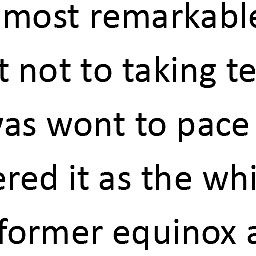 most remarkable
not to taking
wont to pace
it as the
former equinox